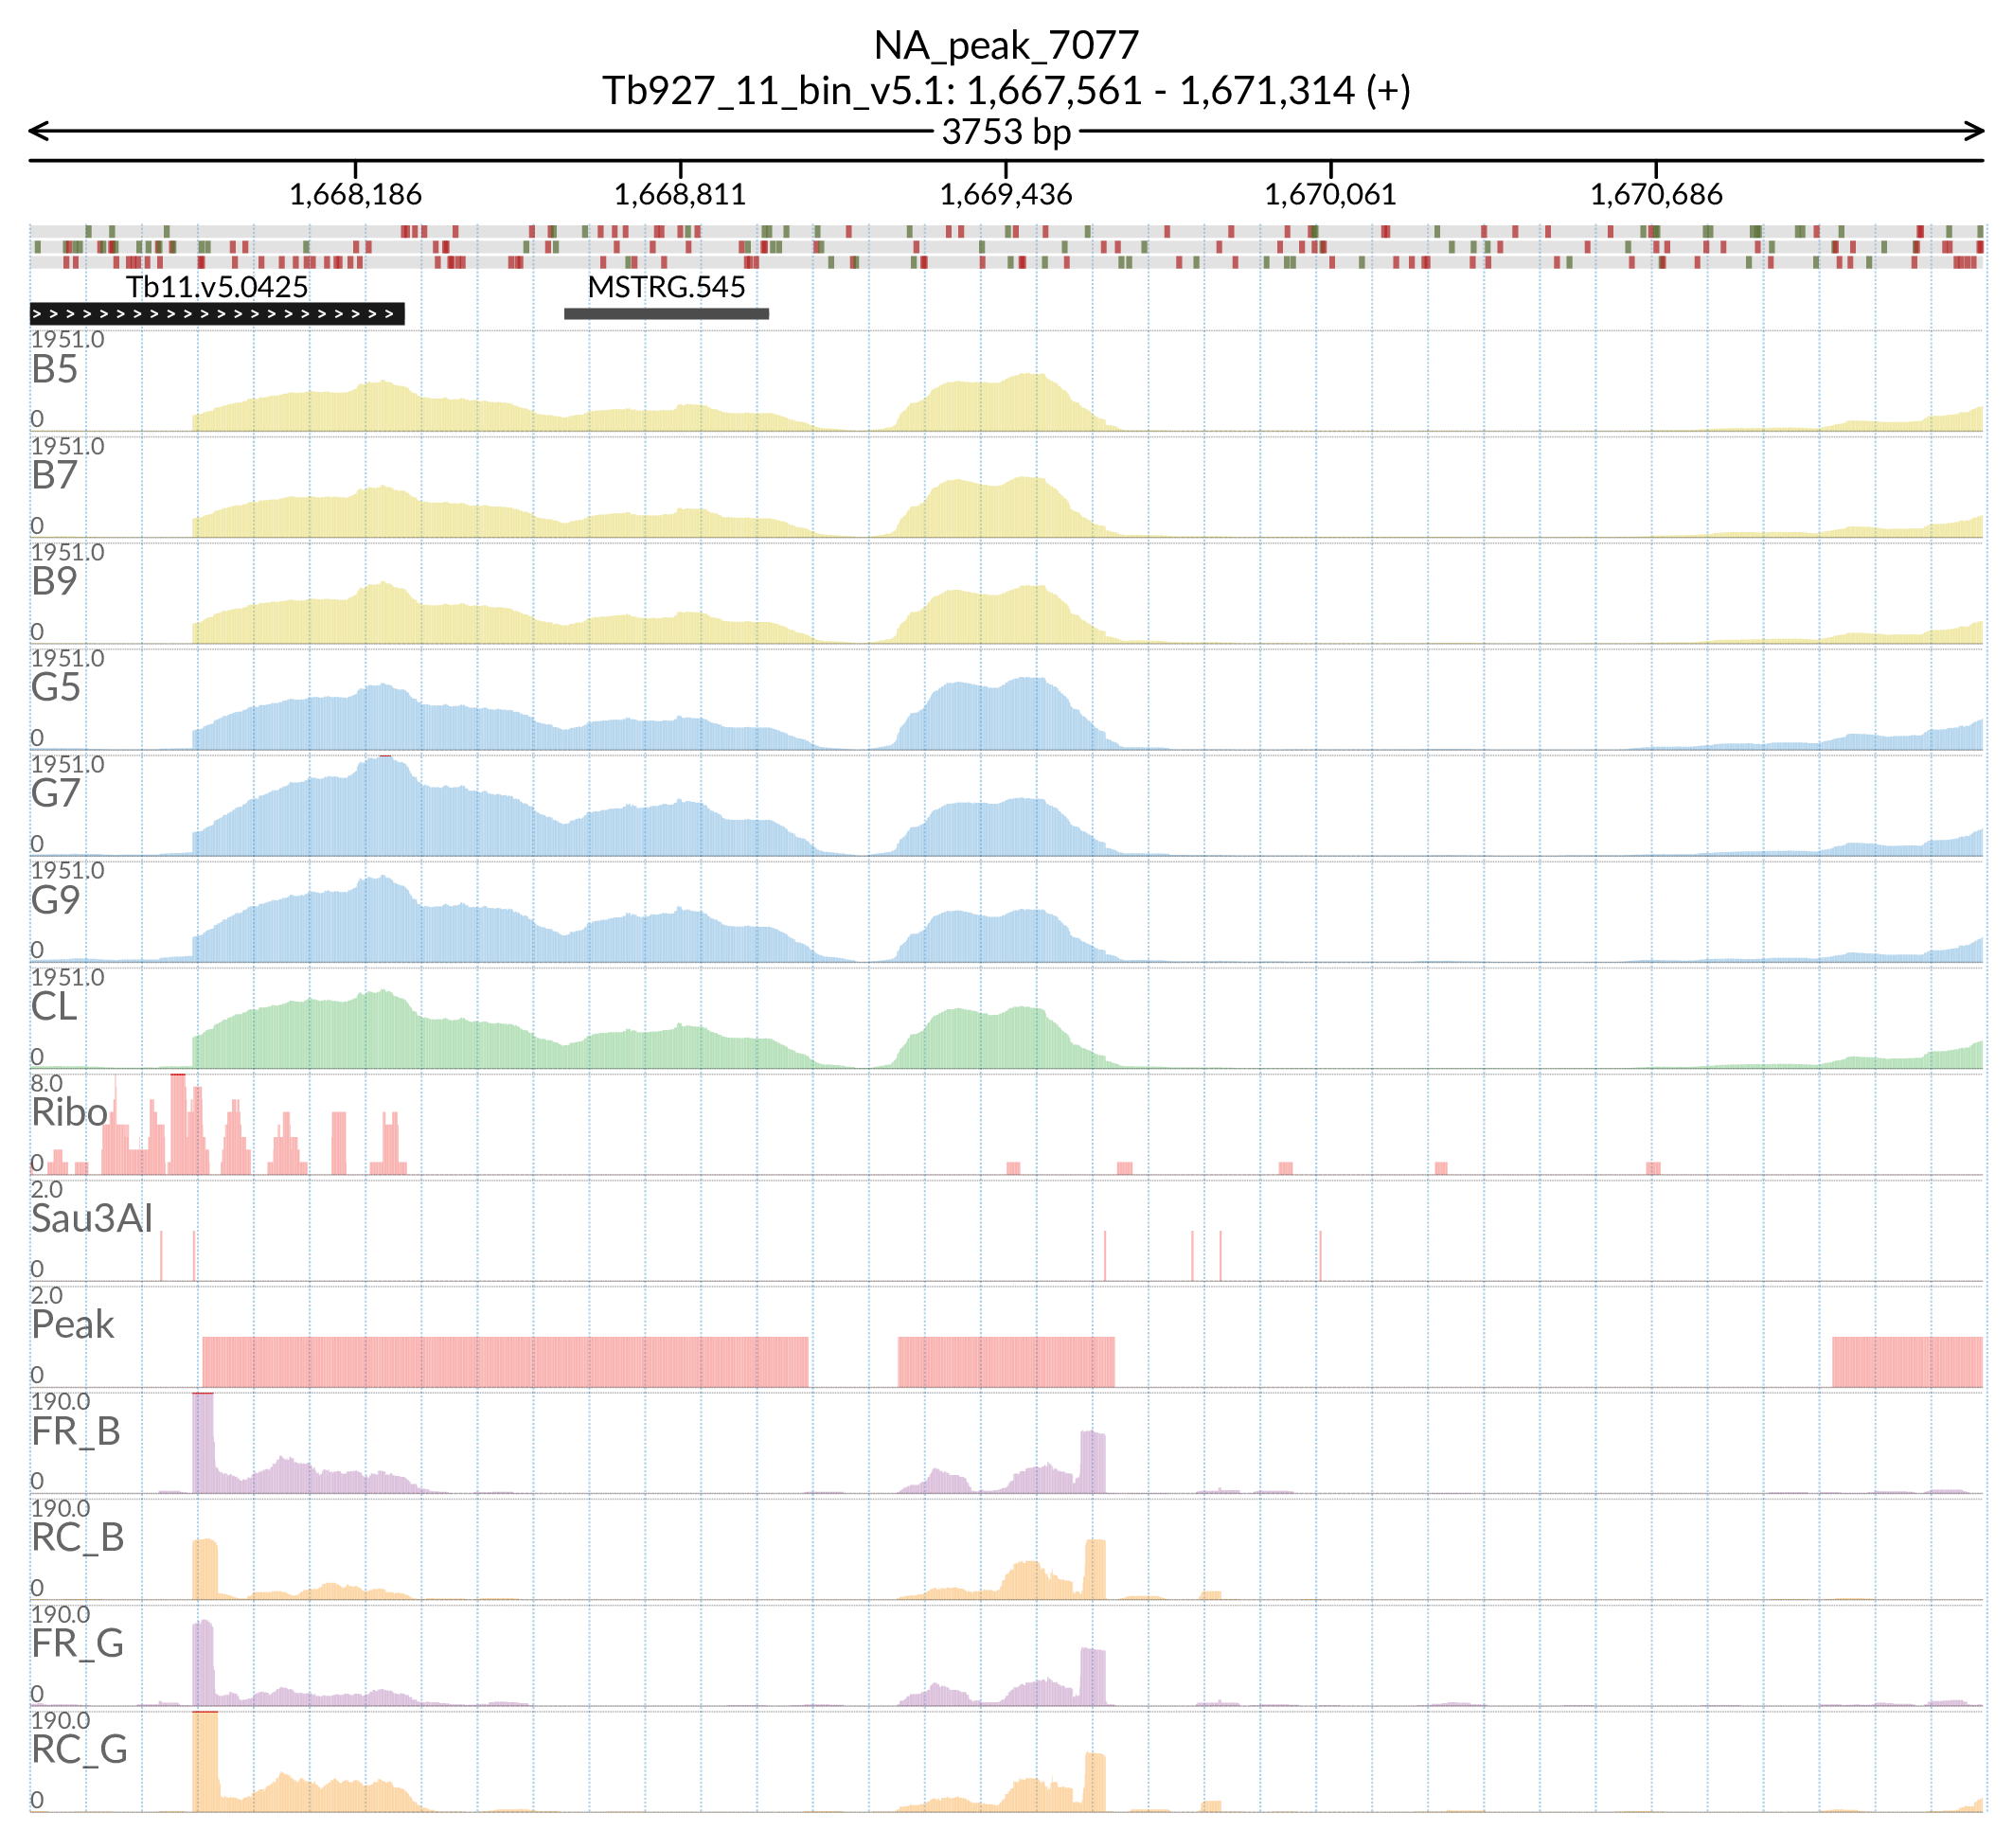 NA_peak_7077
Tb927_11_bin_v5.1: 1,667,561 - 1,671,314 (+)
3753 bp
1,668,186 1,668,811 1,669,436 1,670,061 1,670,686
Tb11.v5.0425 MSTRG.545
> > > > > > > > > > > > > > > > > > > > > >
1951.0
B5
0
1951.0
B7
0
1951.0
B9
0
1951.0
G5
0
1951.0
G7
0
1951.0
G9
0
1951.0
CL
0
8.0
Ribo
0
2.0
Sau3AI
0
2.0
Peak
0
190.0
FR_B
0
190.0
RC_B
0
190.0
FR_G
0
190.0
RC_G
0